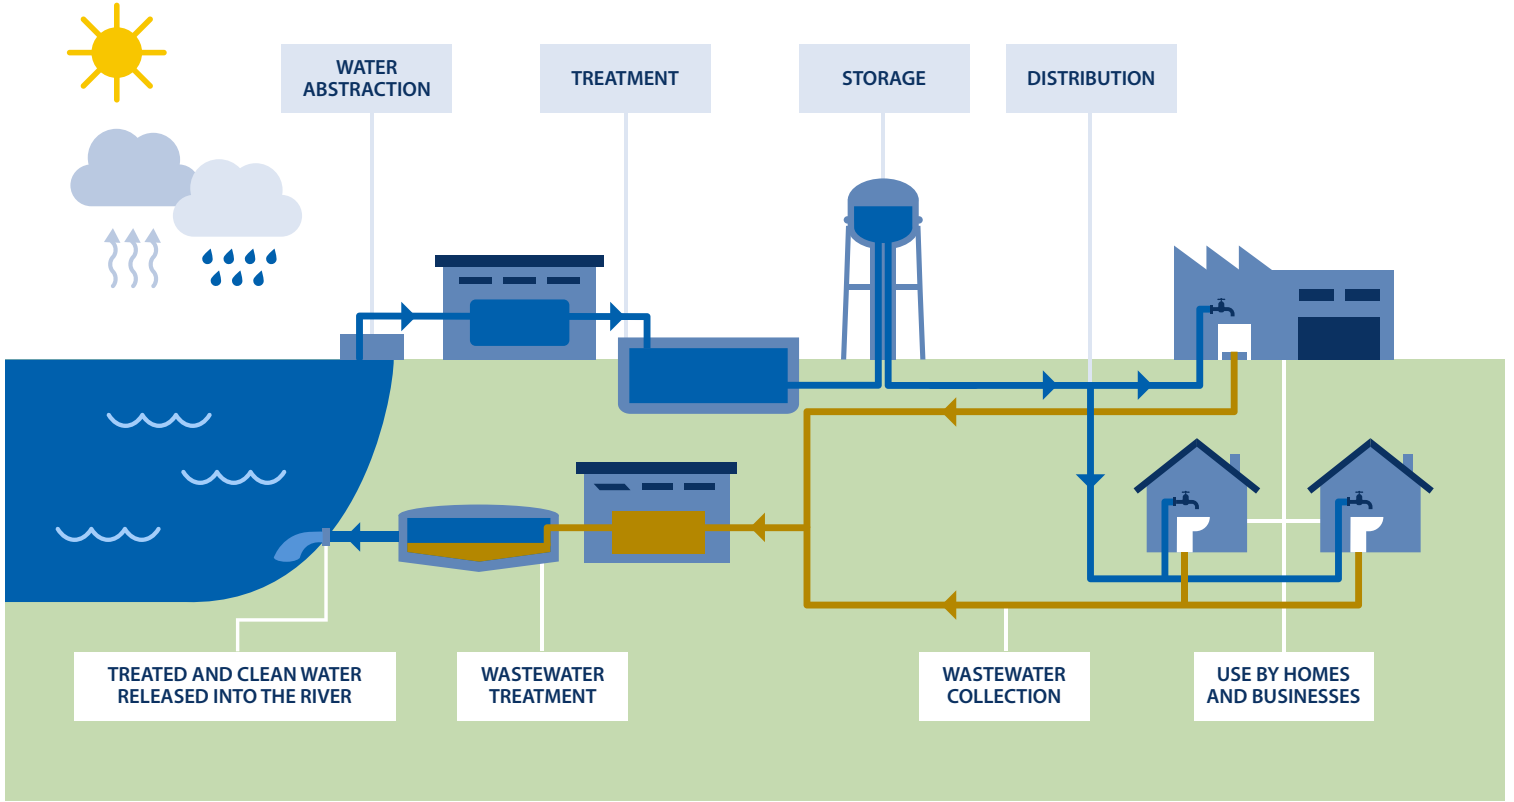 WATER
ABSTRACTION
TREATMENT
STORAGE
DISTRIBUTION
TREATED AND CLEAN WATER
RELEASED INTO THE RIVER
WASTEWATER
TREATMENT
WASTEWATER
COLLECTION
USE BY HOMES
AND BUSINESSES